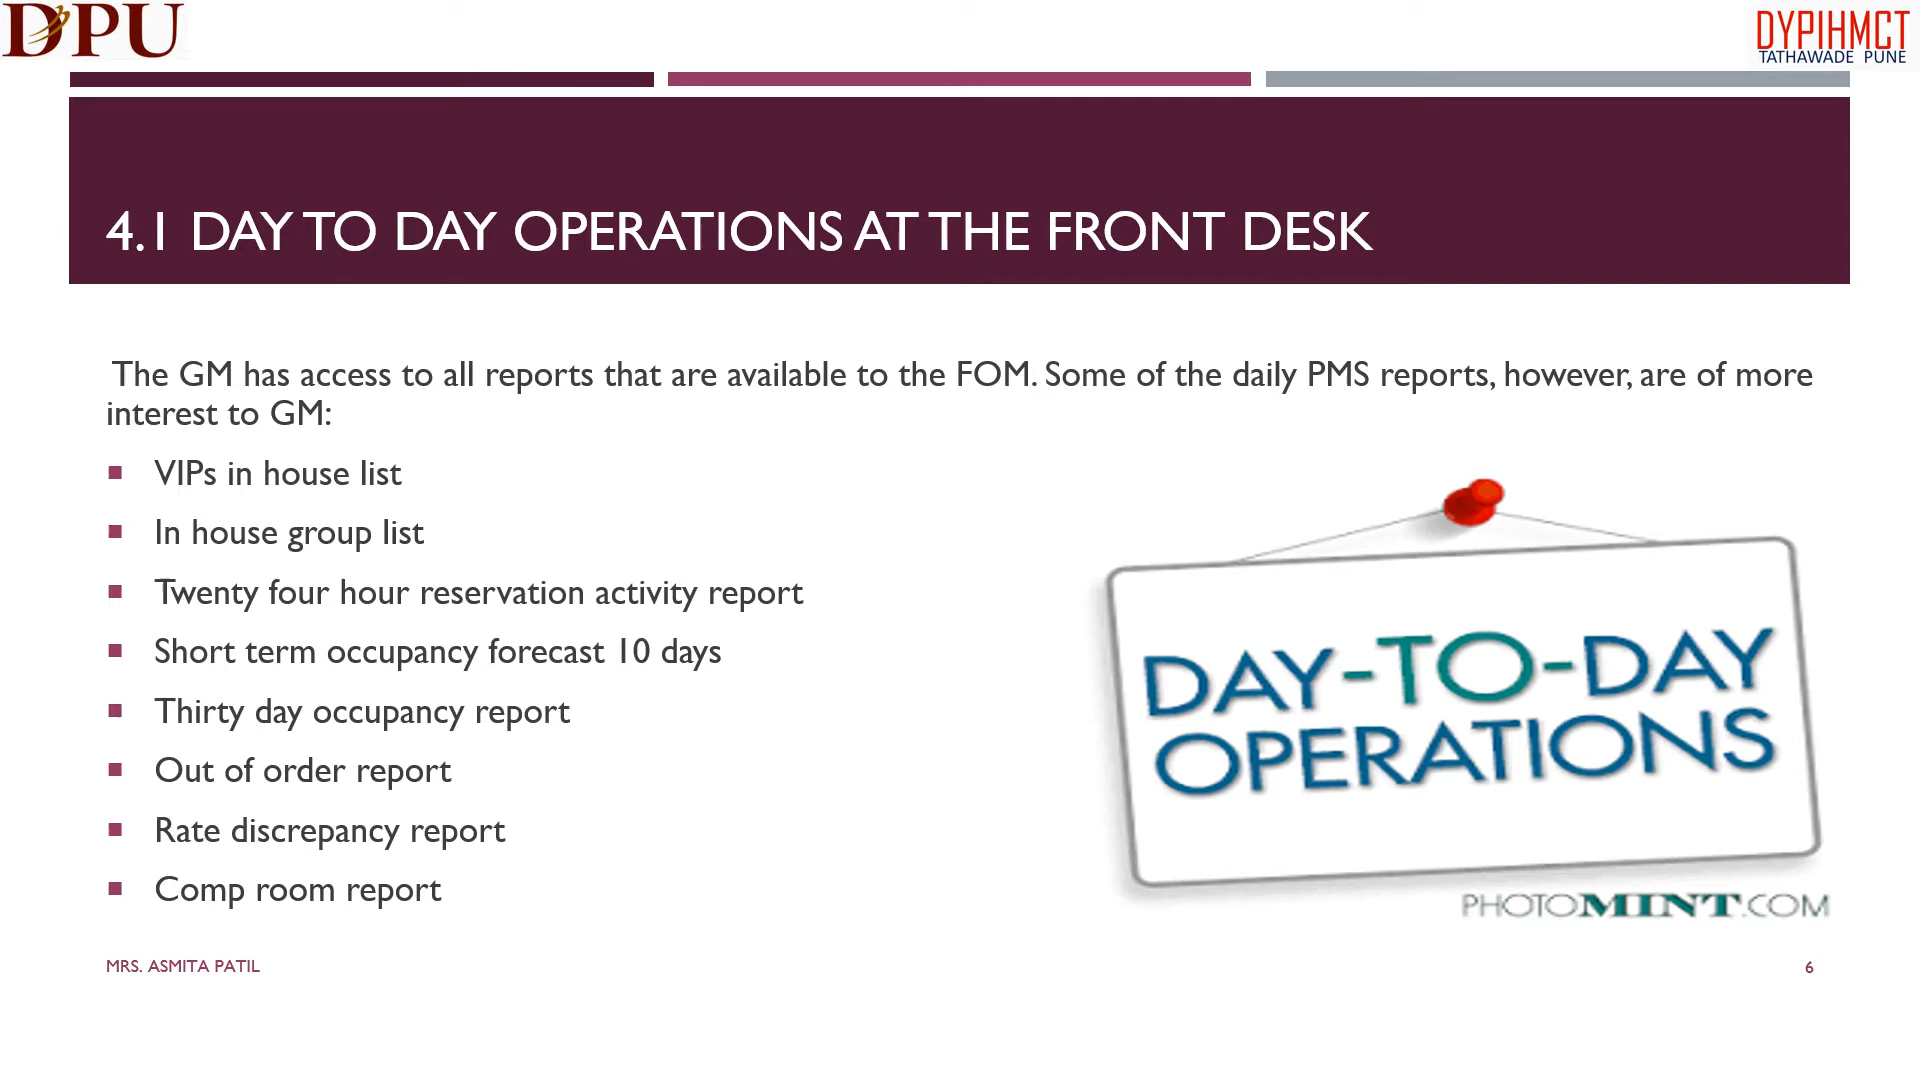 DPU
DYPIHMCT
TATHAWADE PUNE
4.1 DAY TO DAY OPERATIONS AT THE FRONT DESK
The GM has access to all reports that are available to the FOM. Some of the daily PMS reports, however, are of more
interest to GM:
VIPs in house list
In house group list
Twenty four hour reservation activity report
Short term occupancy forecast 10 days
Thirty day occupancy report
Out of order report
Rate discrepancy report
Comp room report
DAY-TO-DAY
OPERATIONS
PHOTOMINT.COM
MRS. ASMITA PATIL
6